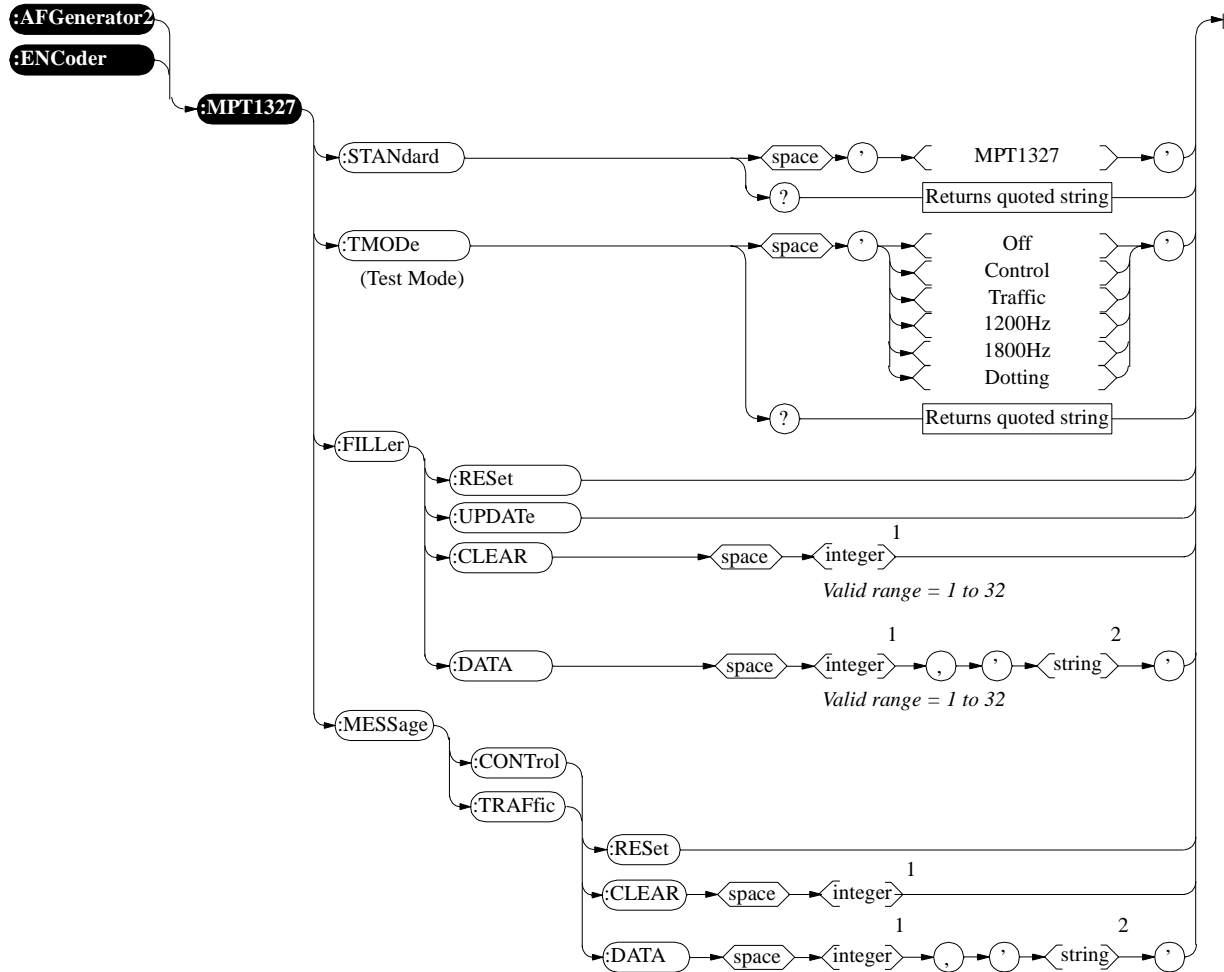 :AFGenerator2
:ENCoder
:MPT1327
:STANdard space ' MPT1327 '
? Returns quoted string
:TMODe space ' Off '
(Test Mode)
Control
Traffic
1200Hz
1800Hz
Dotting
? Returns quoted string
:FILLer
:RESet
:UPDATe
1
:CLEAR space integer
Valid range = 1 to 32
1 2
:DATA space integer , ' string '
Valid range = 1 to 32
:MESSage
:CONTrol
:TRAFfic
:RESet
1
:CLEAR space integer
1 2
:DATA space integer , ' string '